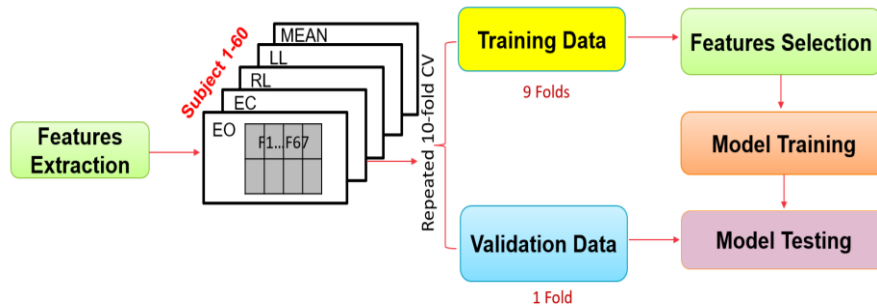 Features
Extraction
Subject 1-60
MEAN
LL
RL
EC
EO
F1...F67
Repeated 10-fold CV
Training Data
9 Folds
Validation Data
1 Fold
Features Selection
Model Training
Model Testing